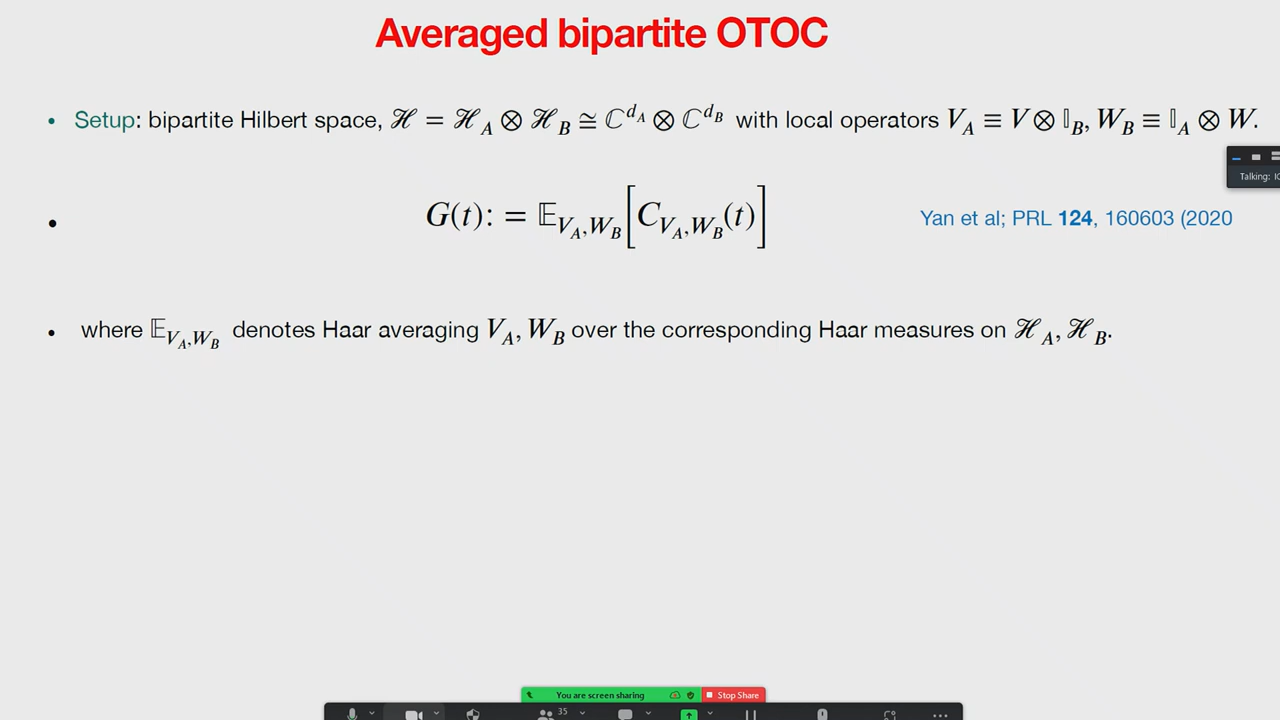 Averaged bipartite OTOC
• Setup: bipartite Hilbert space, ℋ = ℋ_A ⊗ ℋ_B ≅ ℂ^{d_A} ⊗ ℂ^{d_B} with local operators V_A ≡ V ⊗ 𝕀_B, W_B ≡ 𝕀_A ⊗ W.
Talking:
• G(t): = 𝔼_{V_A,W_B}[C_{V_A,W_B}(t)] Yan et al; PRL 124, 160603 (2020
• where 𝔼_{V_A,W_B} denotes Haar averaging V_A, W_B over the corresponding Haar measures on ℋ_A, ℋ_B.
You are screen sharing Stop Share
35